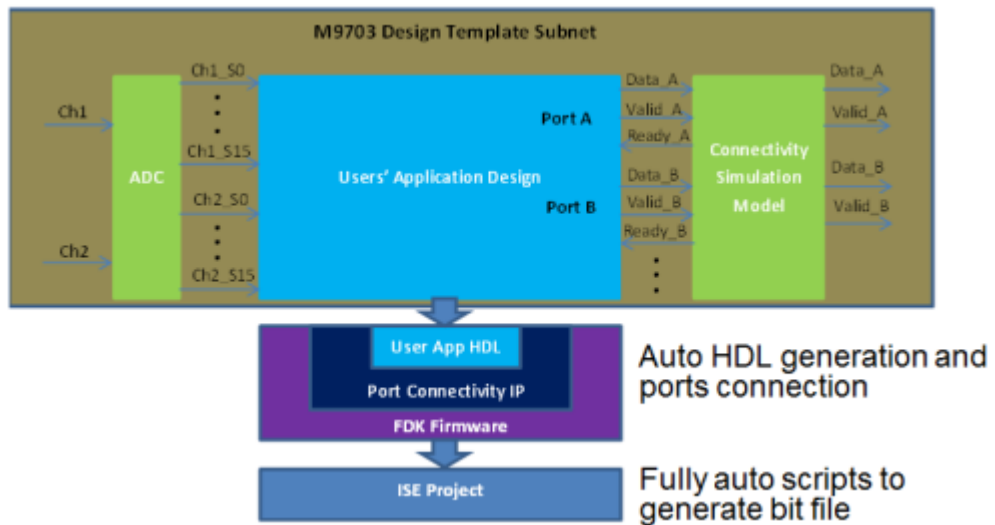 M9703 Design Template Subnet
Ch1
Ch2
ADC
Ch1_S0
Ch1_S15
Ch2_S0
Ch2_S15
Users' Application Design
Port A
Port B
Data_A
Valid_A
Ready_A
Data_B
Valid_B
Ready_B
Connectivity
Simulation
Model
Data_A
Valid_A
Data_B
Valid_B
User App HDL
Port Connectivity IP
FDK Firmware
Auto HDL generation and
ports connection
ISE Project
Fully auto scripts to
generate bit file